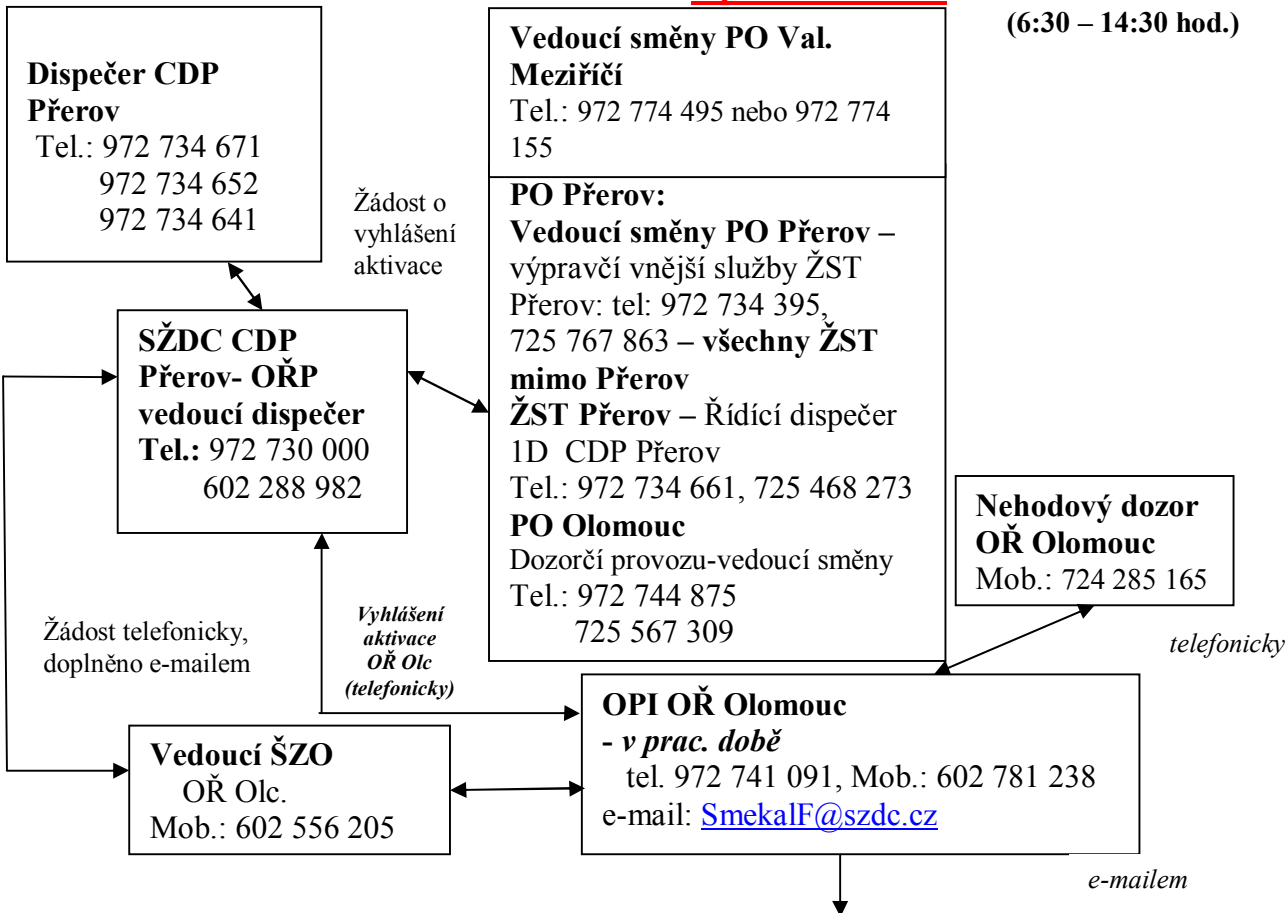 (6:30 – 14:30 hod.)
Dispečer CDP
Přerov
Tel.: 972 734 671
972 734 652
972 734 641
Vedoucí směny PO Val.
Meziříčí
Tel.: 972 774 495 nebo 972 774
155
Žádost o
vyhlášení
aktivace
PO Přerov:
Vedoucí směny PO Přerov –
výpravčí vnější služby ŽST
Přerov: tel: 972 734 395,
725 767 863 – všechny ŽST
mimo Přerov
ŽST Přerov – Řídící dispečer
1D CDP Přerov
Tel.: 972 734 661, 725 468 273
PO Olomouc
Dozorčí provozu-vedoucí směny
Tel.: 972 744 875
725 567 309
SŽDC CDP
Přerov- OŘP
vedoucí dispečer
Tel.: 972 730 000
602 288 982
Nehodový dozor
OŘ Olomouc
Mob.: 724 285 165
Žádost telefonicky,
doplněno e-mailem
Vyhlášení
aktivace
OŘ Olc
(telefonicky)
telefonicky
Vedoucí ŠZO
OŘ Olc.
Mob.: 602 556 205
OPI OŘ Olomouc
- v prac. době
tel. 972 741 091, Mob.: 602 781 238
e-mail: SmekalF@szdc.cz
e-mailem